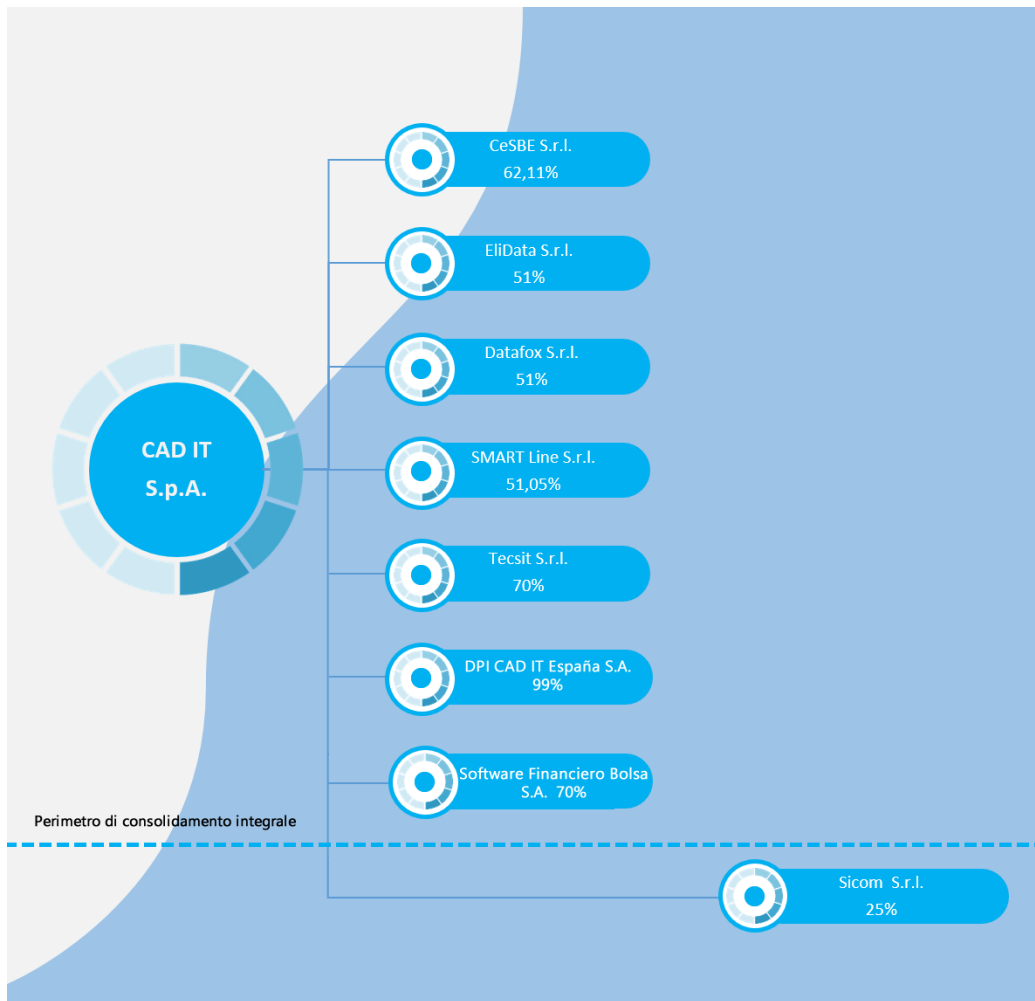 CeSBE S.r.l.
62,11%
EliData S.r.l.
51%
Datafox S.r.l.
51%
CAD IT
S.p.A.
SMART Line S.r.l.
51,05%
Tecsit S.r.l.
70%
DPI CAD IT España S.A.
99%
Software Financiero Bolsa
S.A. 70%
Perimetro di consolidamento integrale
Sicom S.r.l.
25%